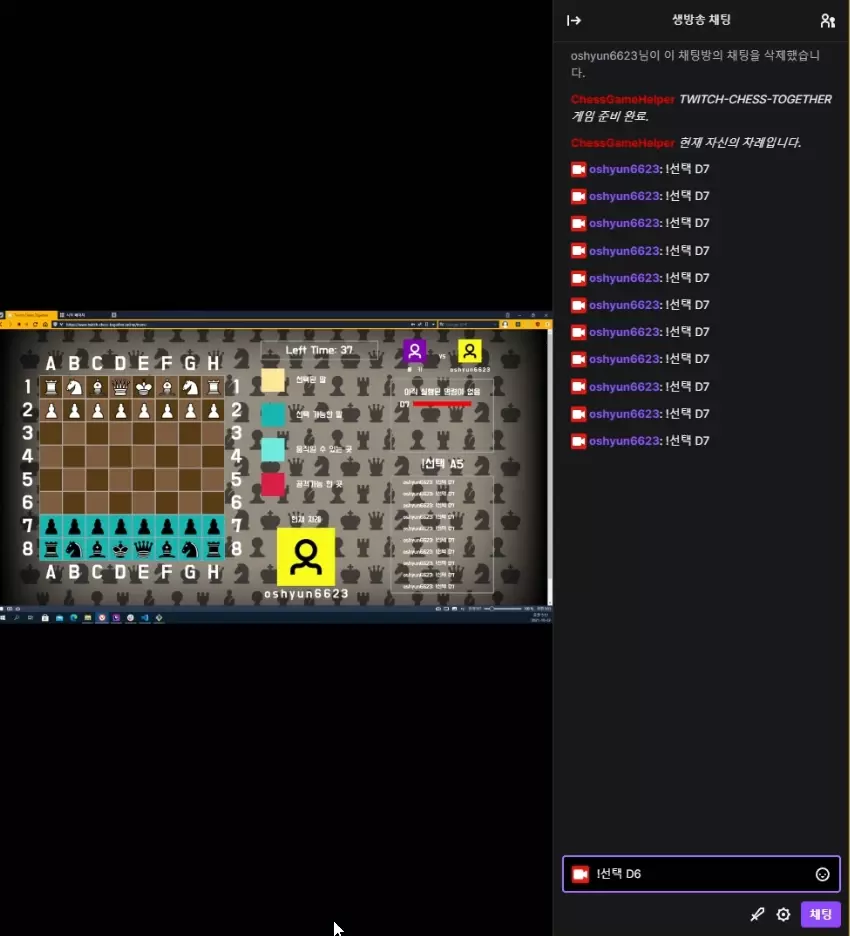 생방송 채팅
oshyun6623님이 이 채팅방의 채팅을 삭제했습니
다.
ChessGameHelper TWITCH-CHESS-TOGETHER
게임 준비 완료.
ChessGameHelper 현재 자신의 차례입니다.
oshyun6623: !선택 D7
oshyun6623: !선택 D7
oshyun6623: !선택 D7
oshyun6623: !선택 D7
oshyun6623: !선택 D7
oshyun6623: !선택 D7
oshyun6623: !선택 D7
oshyun6623: !선택 D7
oshyun6623: !선택 D7
oshyun6623: !선택 D7
oshyun6623: !선택 D7
!선택 D6
채팅
Left Time: 37
A B C D E F G H
1 1
2 2
3 3
4 4
5 5
6 6
7 7
8 8
A B C D E F G H
선택된 말
선택 가능한 말
움직일 수 있는 곳
공격가능 한 곳
현재 차례
oshyun6623
VS
oshyun6623
아직 실행된 명령어 없음
D7
!선택 A5
oshyun6623: !선택 D7
oshyun6623: !선택 D7
oshyun6623: !선택 D7
oshyun6623: !선택 D7
oshyun6623: !선택 D7
oshyun6623: !선택 D7
oshyun6623: !선택 D7
oshyun6623: !선택 D7
oshyun6623: !선택 D7
oshyun6623: !선택 D7